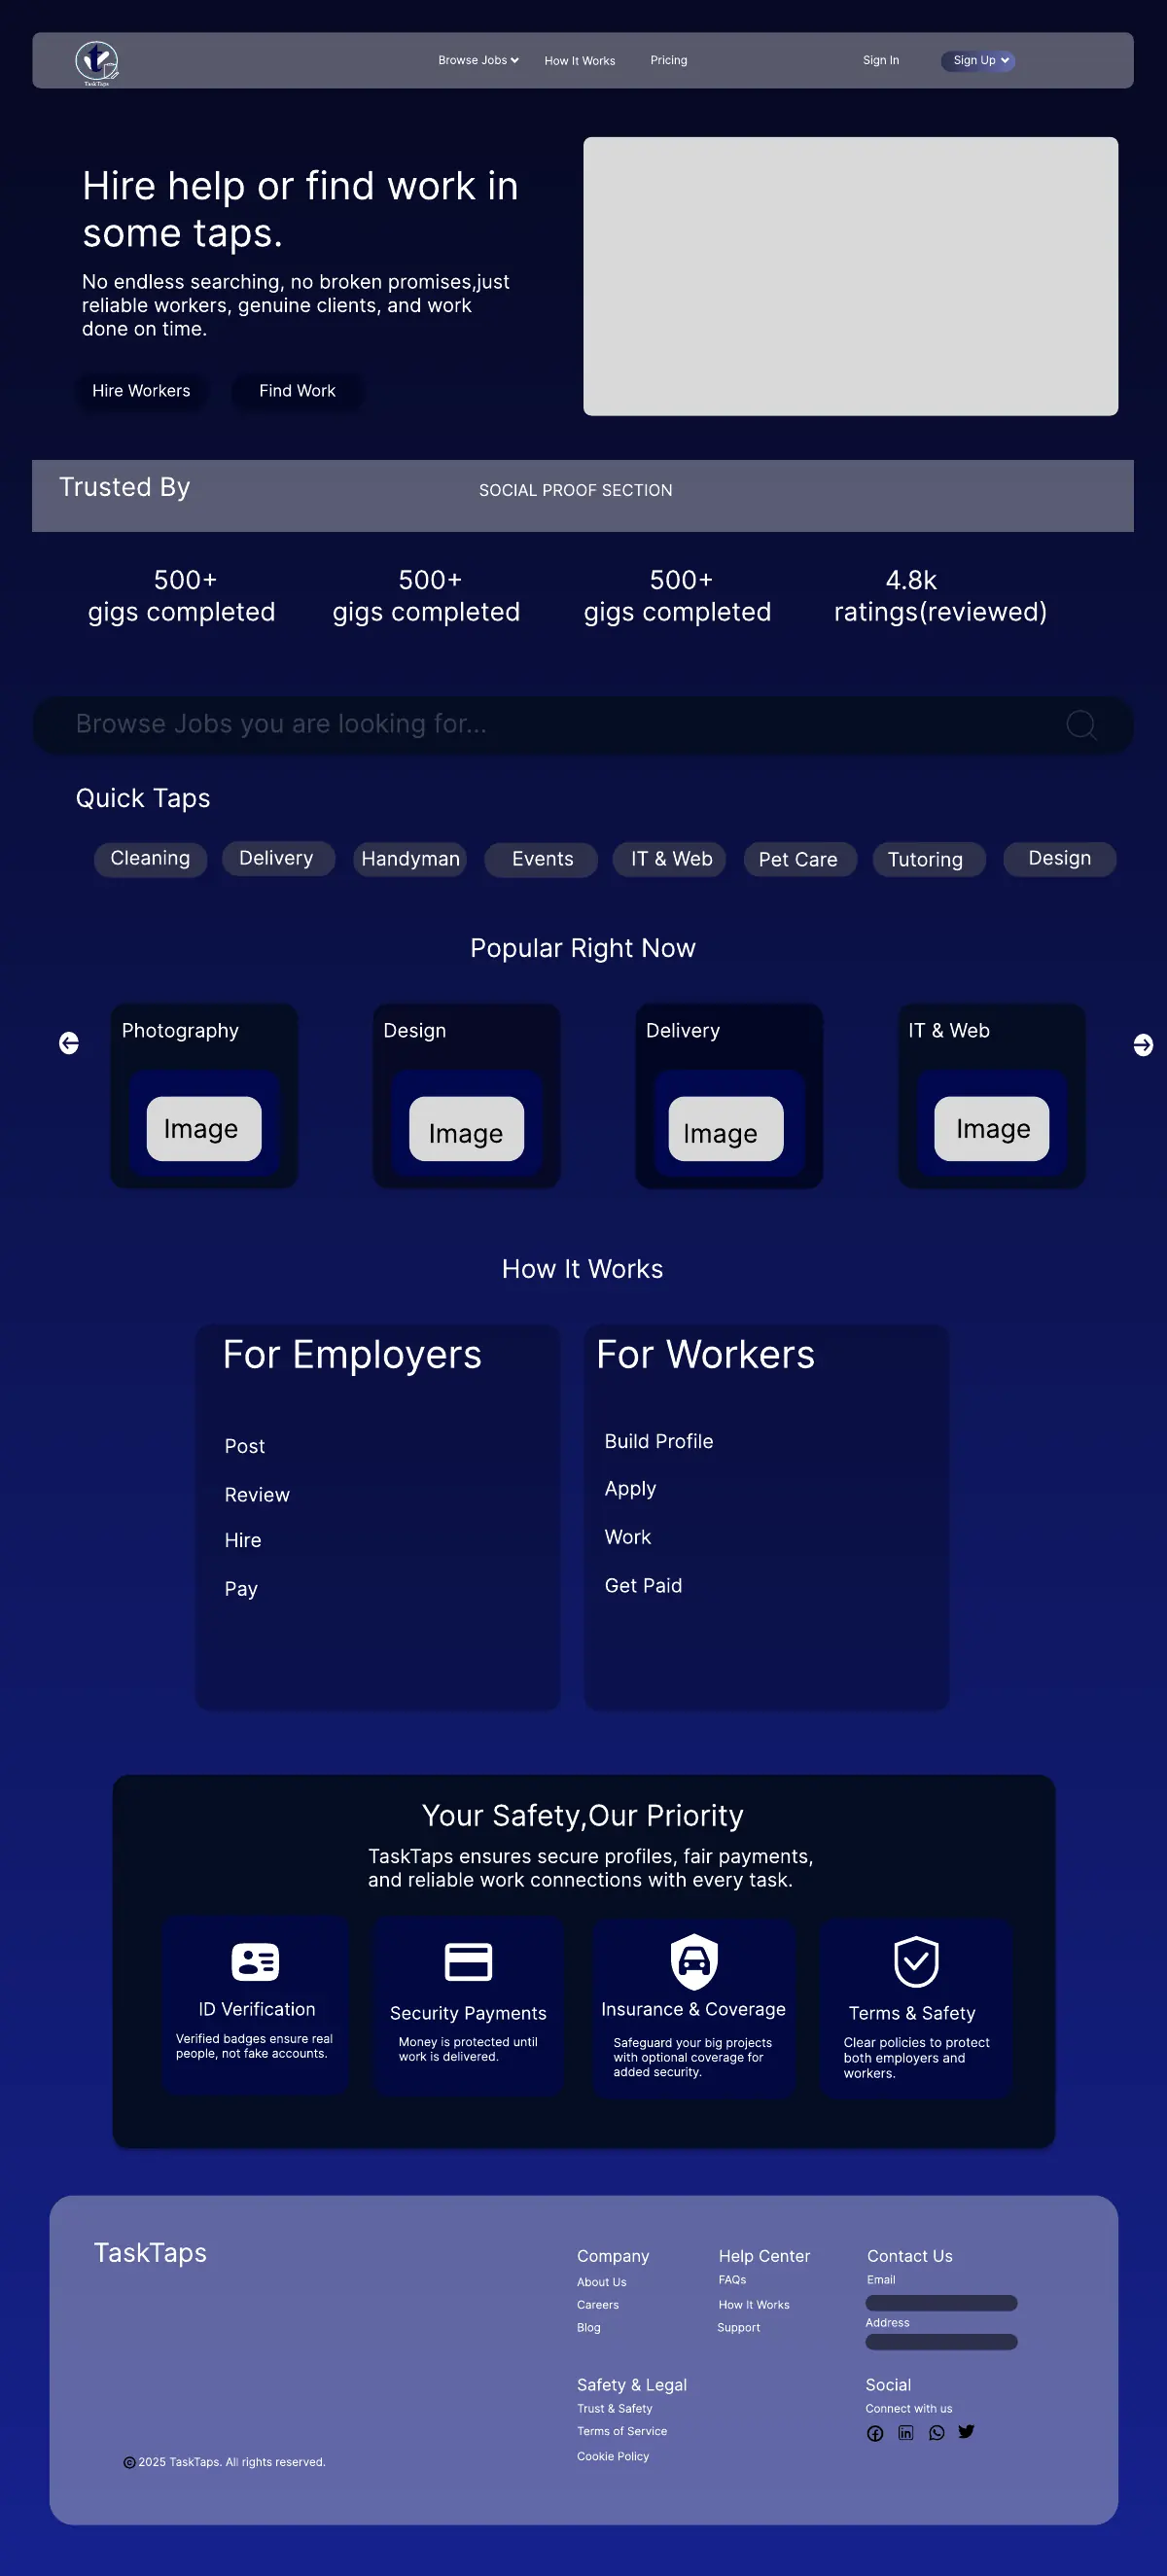 TaskTaps
Browse Jobs
How It Works
Pricing
Sign In
Sign Up
Hire help or find work in
some taps.
No endless searching, no broken promises,just
reliable workers, genuine clients, and work
done on time.
Hire Workers
Find Work
Trusted By
SOCIAL PROOF SECTION
500+
gigs completed
500+
gigs completed
500+
gigs completed
4.8k
ratings(reviewed)
Browse Jobs you are looking for...
Quick Taps
Cleaning
Delivery
Handyman
Events
IT & Web
Pet Care
Tutoring
Design
Popular Right Now
Photography
Image
Design
Image
Delivery
Image
IT & Web
Image
How It Works
For Employers
Post
Review
Hire
Pay
For Workers
Build Profile
Apply
Work
Get Paid
Your Safety,Our Priority
TaskTaps ensures secure profiles, fair payments,
and reliable work connections with every task.
ID Verification
Verified badges ensure real
people, not fake accounts.
Security Payments
Money is protected until
work is delivered.
Insurance & Coverage
Safeguard your big projects
with optional coverage for
added security.
Terms & Safety
Clear policies to protect
both employers and
workers.
TaskTaps
Company
About Us
Careers
Blog
Help Center
FAQs
How It Works
Support
Contact Us
Email
Address
Safety & Legal
Trust & Safety
Terms of Service
Cookie Policy
Social
Connect with us
© 2025 TaskTaps. All rights reserved.